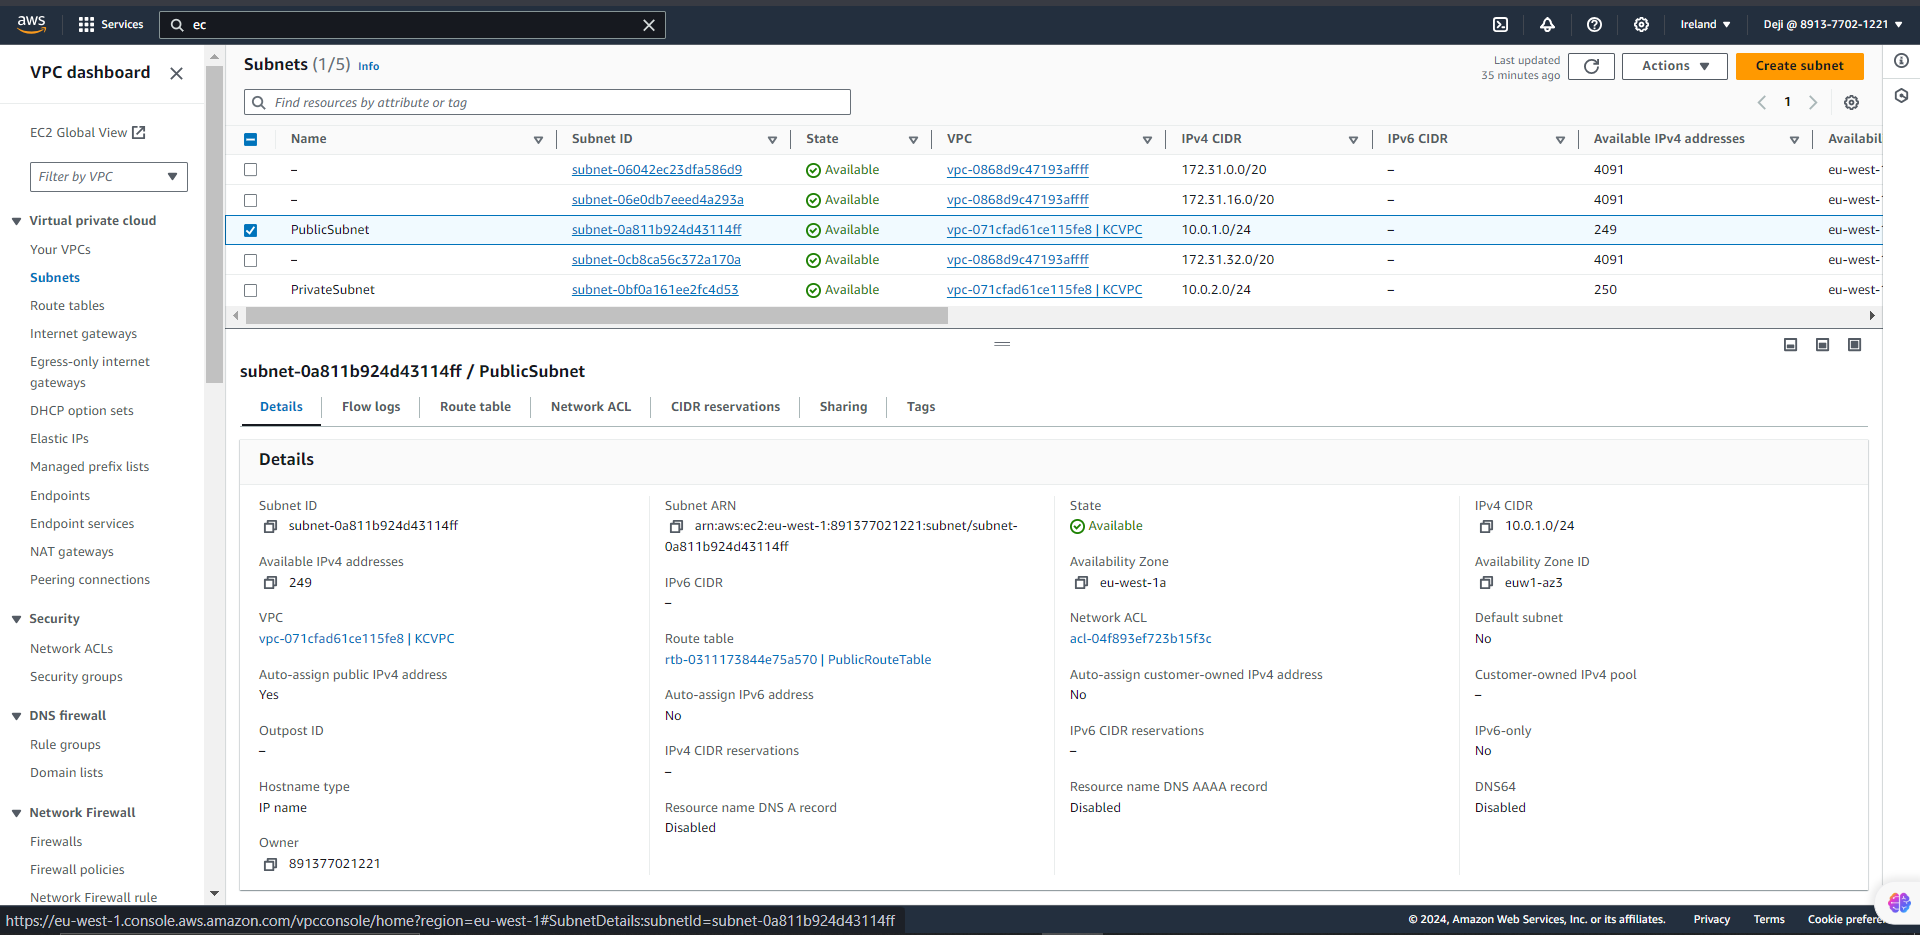 aws
Services
ec
Ireland
Deji @ 8913-7702-1221
VPC dashboard
EC2 Global View
Filter by VPC
Virtual private cloud
Your VPCs
Subnets
Route tables
Internet gateways
Egress-only internet
gateways
DHCP option sets
Elastic IPs
Managed prefix lists
Endpoints
Endpoint services
NAT gateways
Peering connections
Security
Network ACLs
Security groups
DNS firewall
Rule groups
Domain lists
Network Firewall
Firewalls
Firewall policies
Network Firewall rule
Subnets (1/5) Info
Last updated
35 minutes ago
Actions
Create subnet
Find resources by attribute or tag
1
Name Subnet ID State VPC IPv4 CIDR IPv6 CIDR Available IPv4 addresses Availabil
– subnet-06042ec23dfa586d9 Available vpc-0868d9c47193affff 172.31.0.0/20 – 4091 eu-west-1
– subnet-06e0db7eeed4a293a Available vpc-0868d9c47193affff 172.31.16.0/20 – 4091 eu-west-1
PublicSubnet subnet-0a811b924d43114ff Available vpc-071cfad61ce115fe8 | KCVPC 10.0.1.0/24 – 249 eu-west-1
– subnet-0cb8ca56c372a170a Available vpc-0868d9c47193affff 172.31.32.0/20 – 4091 eu-west-1
PrivateSubnet subnet-0bf0a161ee2fc4d53 Available vpc-071cfad61ce115fe8 | KCVPC 10.0.2.0/24 – 250 eu-west-1
subnet-0a811b924d43114ff / PublicSubnet
Details Flow logs Route table Network ACL CIDR reservations Sharing Tags
Details
Subnet ID
subnet-0a811b924d43114ff
Available IPv4 addresses
249
VPC
vpc-071cfad61ce115fe8 | KCVPC
Auto-assign public IPv4 address
Yes
Outpost ID
–
Hostname type
IP name
Owner
891377021221
Subnet ARN
arn:aws:ec2:eu-west-1:891377021221:subnet/subnet-
0a811b924d43114ff
IPv6 CIDR
–
Route table
rtb-0311173844e75a570 | PublicRouteTable
Auto-assign IPv6 address
No
IPv4 CIDR reservations
–
Resource name DNS A record
Disabled
State
Available
Availability Zone
eu-west-1a
Network ACL
acl-04f893ef723b15f3c
Auto-assign customer-owned IPv4 address
No
IPv6 CIDR reservations
–
Resource name DNS AAAA record
Disabled
IPv4 CIDR
10.0.1.0/24
Availability Zone ID
euw1-az3
Default subnet
No
Customer-owned IPv4 pool
–
IPv6-only
No
DNS64
Disabled
https://eu-west-1.console.aws.amazon.com/vpcconsole/home?region=eu-west-1#SubnetDetails:subnetId=subnet-0a811b924d43114ff
© 2024, Amazon Web Services, Inc. or its affiliates. Privacy Terms Cookie prefere